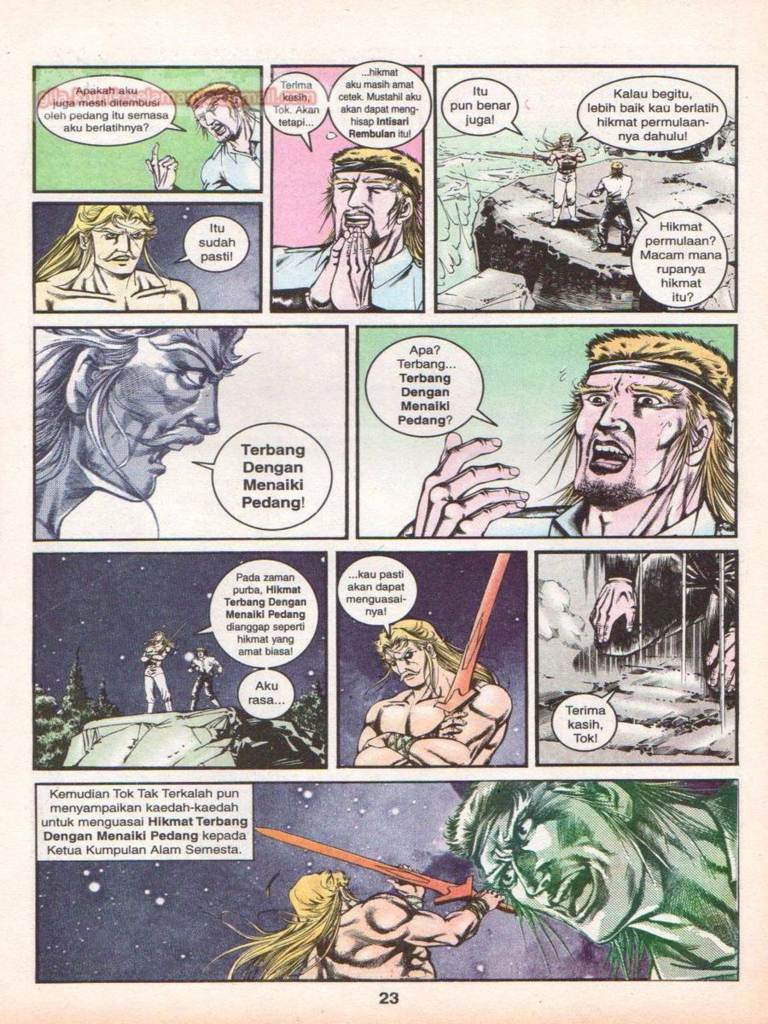 Apakah aku
juga mesti ditembusi
oleh pedang itu semasa
aku berlatihnya?
Itu
sudah
pasti!
Terima
kasih,
Tok. Akan
tetapi...
...hikmat
aku masih amat
cetek. Mustahil aku
akan dapat meng-
hisap Intisari
Rembulan itu!
Itu
pun benar
juga!
Kalau begitu,
lebih baik kau berlatih
hikmat permulaan-
nya dahulu!
Hikmat
permulaan?
Macam mana
rupanya
hikmat
itu?
Terbang
Dengan
Menaiki
Pedang!
Apa?
Terbang...
Terbang
Dengan
Menaiki
Pedang?
Pada zaman
purba, Hikmat
Terbang Dengan
Menaiki Pedang
dianggap seperti
hikmat yang
amat biasa!
Aku
rasa...
...kau pasti
akan dapat
menguasai-
nya!
Terima
kasih,
Tok!
Kemudian Tok Tak Terkalah pun
menyampaikan kaedah-kaedah
untuk menguasai Hikmat Terbang
Dengan Menaiki Pedang kepada
Ketua Kumpulan Alam Semesta.
23